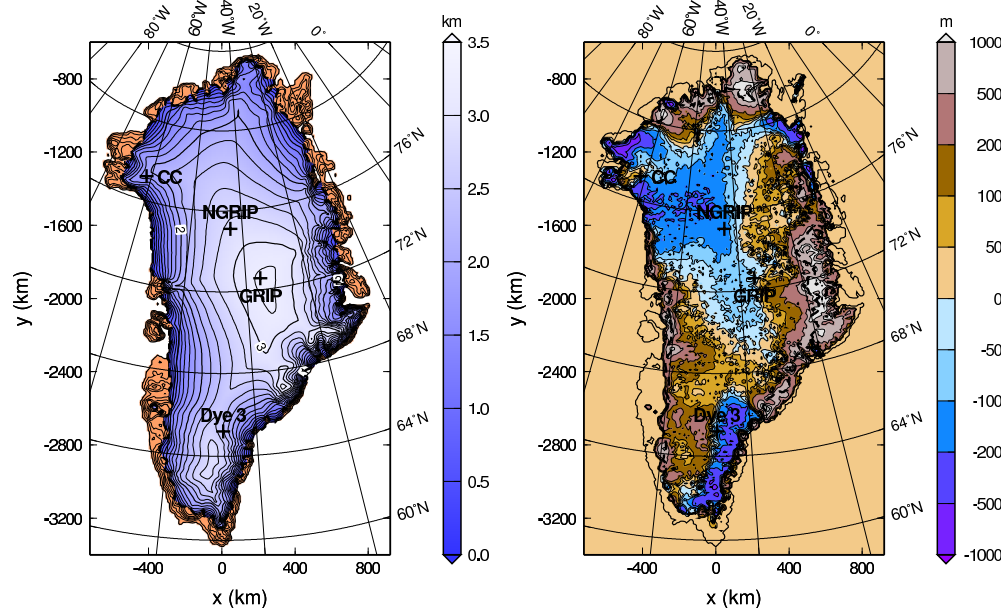 80°W
60°W
40°W
20°W
0°
km
-800
-1200
-1600
-2000
-2400
-2800
-3200
y (km)
-400
0
400
800
x (km)
76°N
72°N
68°N
64°N
60°N
CC
NGRIP
GRIP
Dye 3
2
3
3.5
3.0
2.5
2.0
1.5
1.0
0.5
0.0
80°W
60°W
40°W
20°W
0°
m
-800
-1200
-1600
-2000
-2400
-2800
-3200
y (km)
-400
0
400
800
x (km)
76°N
72°N
68°N
64°N
60°N
CC
NGRIP
GRIP
Dye 3
1000
500
200
100
50
0
-50
-100
-200
-500
-1000